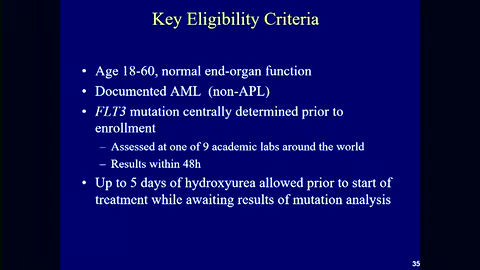 Key Eligibility Criteria
• Age 18-60, normal end-organ function
• Documented AML (non-APL)
• FLT3 mutation centrally determined prior to
enrollment
– Assessed at one of 9 academic labs around the world
– Results within 48h
• Up to 5 days of hydroxyurea allowed prior to start of
treatment while awaiting results of mutation analysis
35